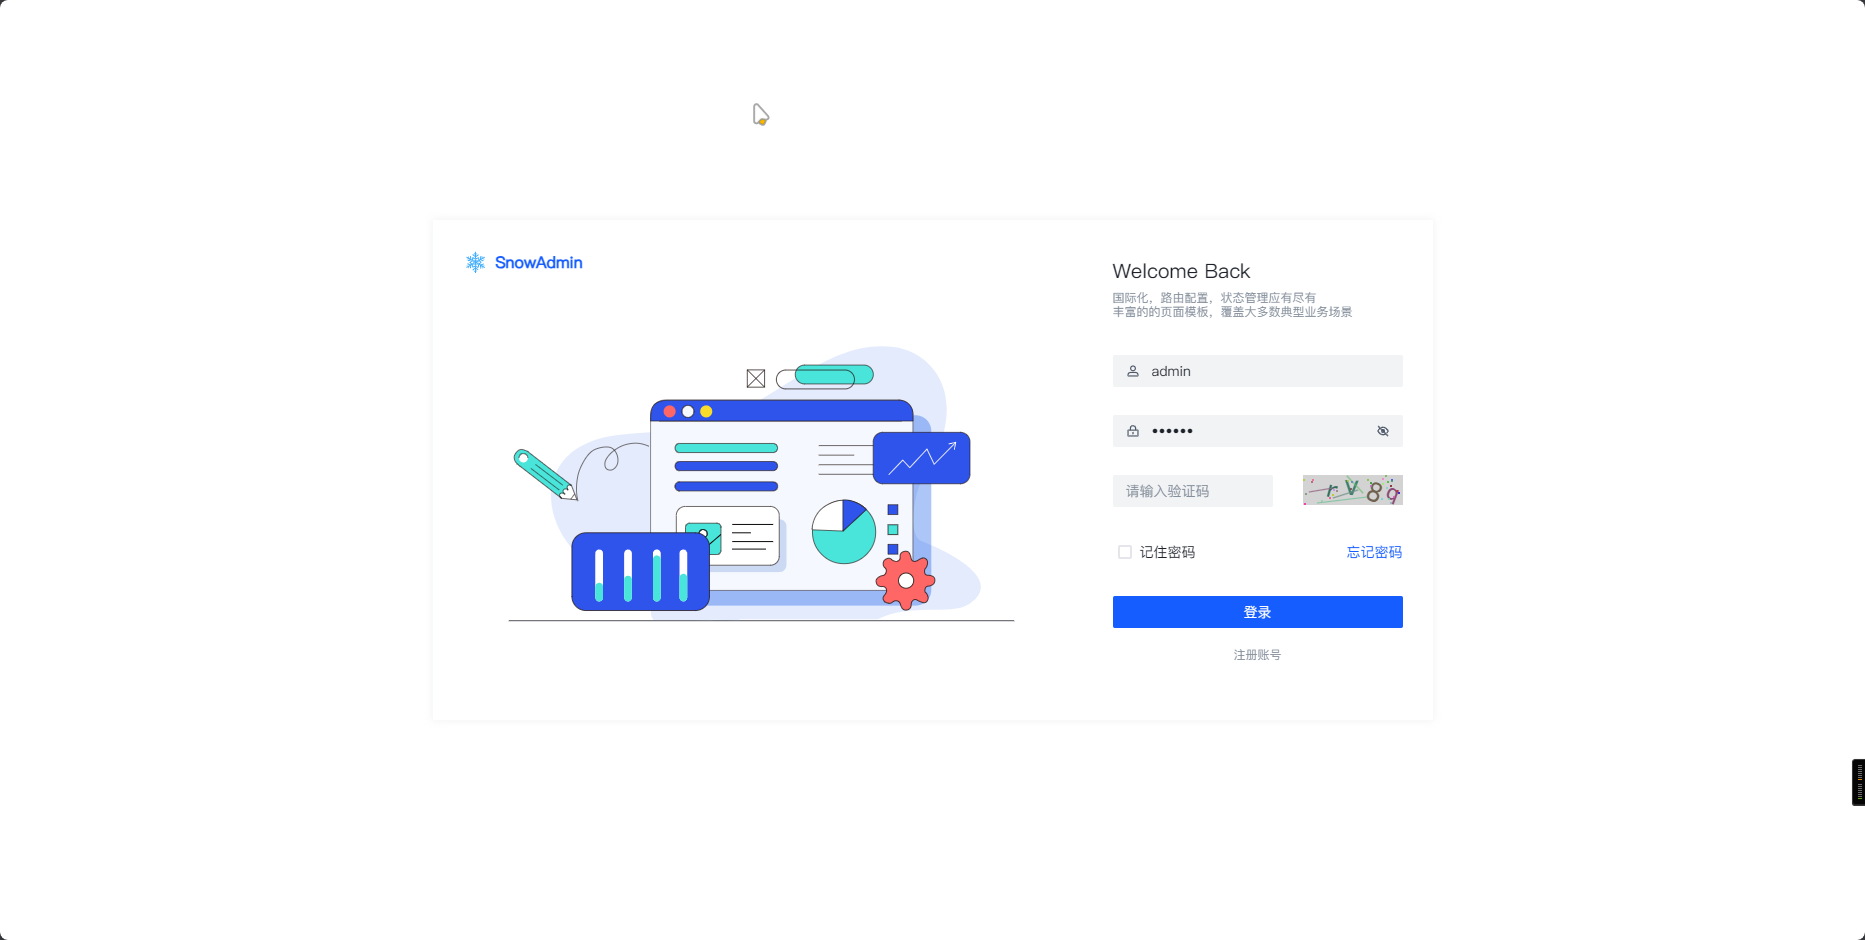 SnowAdmin
Welcome Back
国际化，路由配置，状态管理应有尽有
丰富的的页面模板，覆盖大多数典型业务场景
admin
••••••
请输入验证码
rV8q
记住密码
忘记密码
登录
注册账号